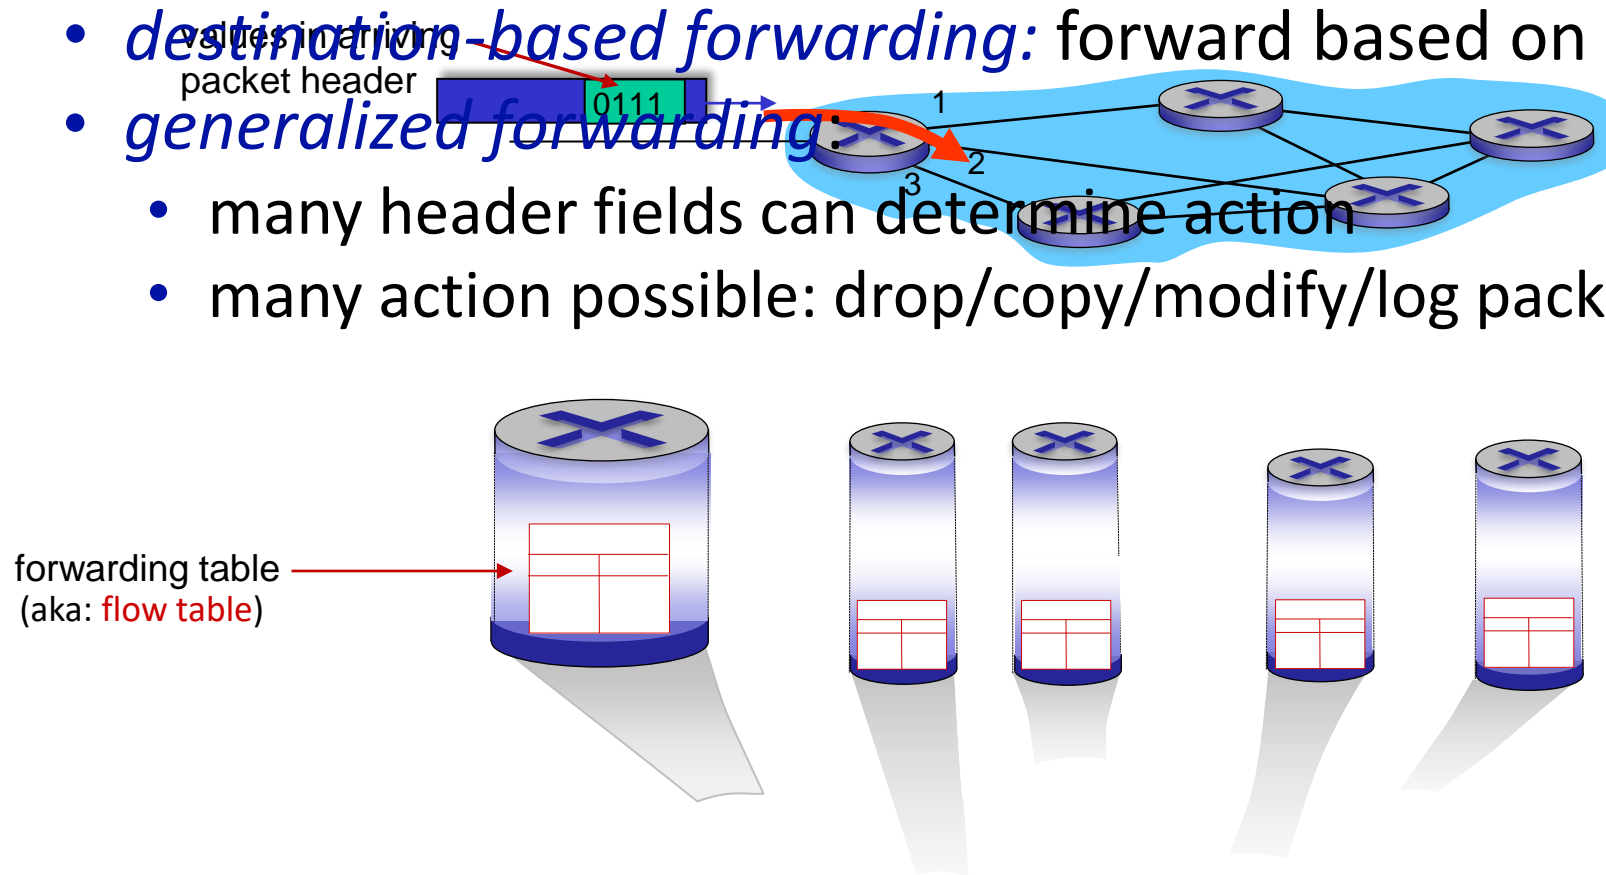 • destination-based forwarding: forward based on
values in arriving
packet header
0111
• generalized forwarding:
1
2
3
• many header fields can determine action
• many action possible: drop/copy/modify/log pack
forwarding table
(aka: flow table)